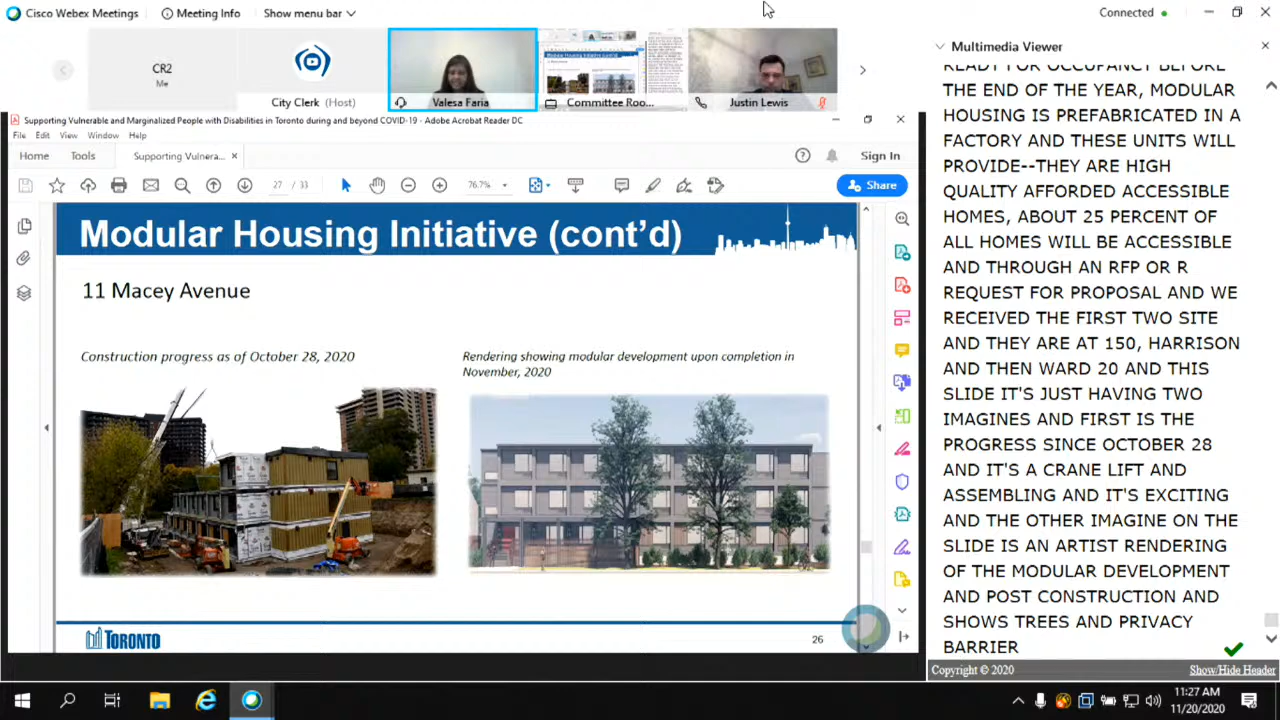 Cisco Webex Meetings
Meeting Info
Show menu bar
Connected
CR2
Me
City Clerk (Host)
Valesa Faria
Committee Roo...
Justin Lewis
Supporting Vulnerable and Marginalized People with Disabilities in Toronto during and beyond COVID-19 - Adobe Acrobat Reader DC
File Edit View Window Help
Home Tools Supporting Vulnera... Sign In
27 / 33 76.7% Share
Modular Housing Initiative (cont'd)
11 Macey Avenue
Construction progress as of October 28, 2020
Rendering showing modular development upon completion in
November, 2020
TORONTO
26
Multimedia Viewer
READY FOR OCCUPANCY BEFORE
THE END OF THE YEAR, MODULAR
HOUSING IS PREFABRICATED IN A
FACTORY AND THESE UNITS WILL
PROVIDE--THEY ARE HIGH
QUALITY AFFORDED ACCESSIBLE
HOMES, ABOUT 25 PERCENT OF
ALL HOMES WILL BE ACCESSIBLE
AND THROUGH AN RFP OR R
REQUEST FOR PROPOSAL AND WE
RECEIVED THE FIRST TWO SITE
AND THEY ARE AT 150, HARRISON
AND THEN WARD 20 AND THIS
SLIDE IT'S JUST HAVING TWO
IMAGINES AND FIRST IS THE
PROGRESS SINCE OCTOBER 28
AND IT'S A CRANE LIFT AND
ASSEMBLING AND IT'S EXCITING
AND THE OTHER IMAGINE ON THE
SLIDE IS AN ARTIST RENDERING
OF THE MODULAR DEVELOPMENT
AND POST CONSTRUCTION AND
SHOWS TREES AND PRIVACY
BARRIER
Copyright © 2020 Show/Hide Header
11:27 AM
11/20/2020